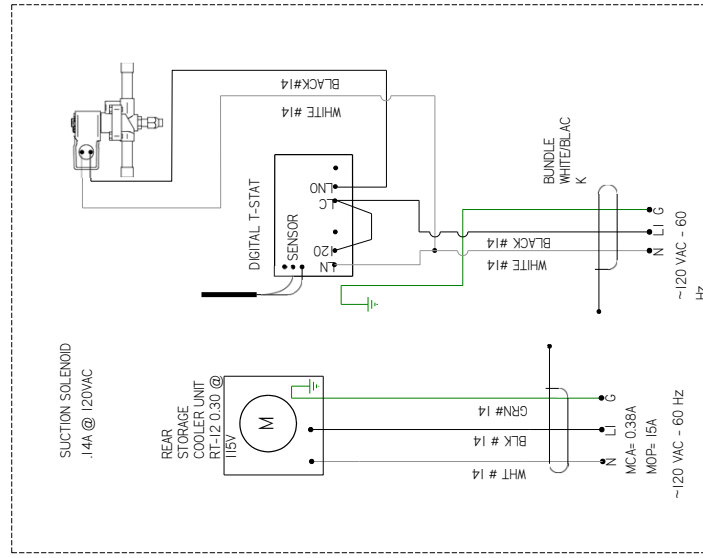 SUCTION SOLENOID
.14A @ 120VAC
BLACK#14
WHITE #14
DIGITAL T-STAT
SENSOR
LNO
LC
120
LN
BUNDLE
WHITE/BLAC
K
BLACK #14
WHITE #14
G
L1
N
~120 VAC - 60
Hz
REAR
STORAGE
COOLER UNIT
RT-12 0.30 @
115V
M
GRN# 14
BLK # 14
WHT # 14
G
L1
N
MCA= 0.38A
MOP= 15A
~120 VAC - 60 Hz